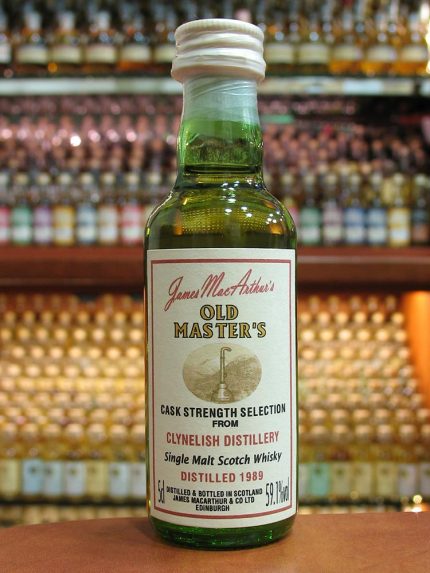 James MacArthur's
OLD
MASTER'S
CASK STRENGTH SELECTION
FROM
CLYNELISH DISTILLERY
Single Malt Scotch Whisky
DISTILLED 1989
5cl DISTILLED & BOTTLED IN SCOTLAND 59.7%vol
JAMES MACARTHUR & CO LTD
EDINBURGH